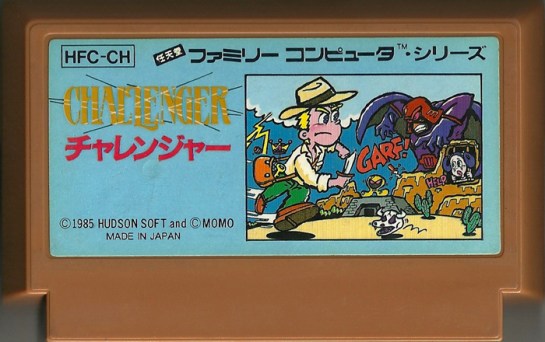 HFC-CH
任天堂 ファミリー コンピュータ™・シリーズ
CHALLENGER
チャレンジャー
GARF!
HELP
©1985 HUDSON SOFT and ©MOMO
MADE IN JAPAN